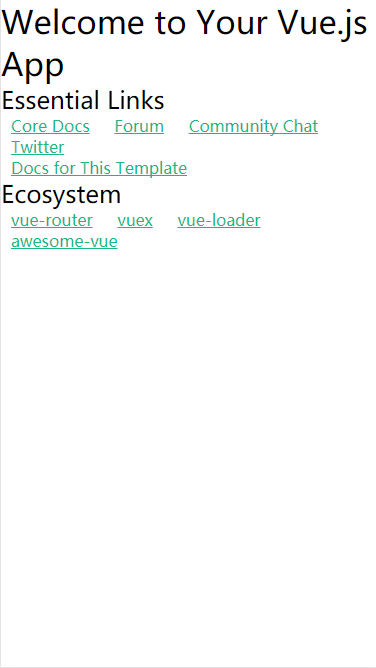 Welcome to Your Vue.js
App
Essential Links
Core Docs Forum Community Chat
Twitter
Docs for This Template
Ecosystem
vue-router vuex vue-loader
awesome-vue